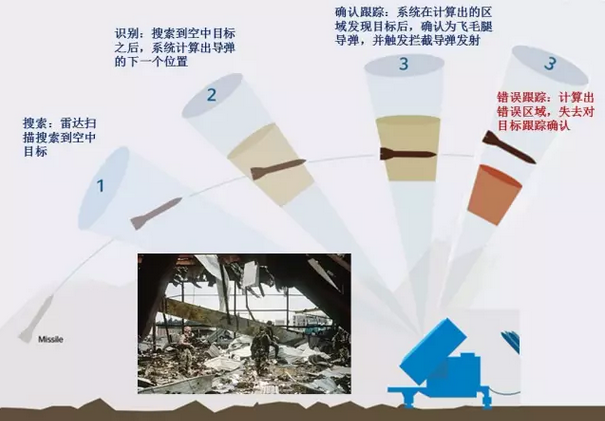 搜索：雷达扫
描搜索到空中
目标
1
识别：搜索到空中目标
之后，系统计算出导弹
的下一个位置
2
确认跟踪：系统在计算出的区
域发现目标后，确认为飞毛腿
导弹，并触发拦截导弹发射
3
3
错误跟踪：计算出
错误区域，失去对
目标跟踪确认
Missile